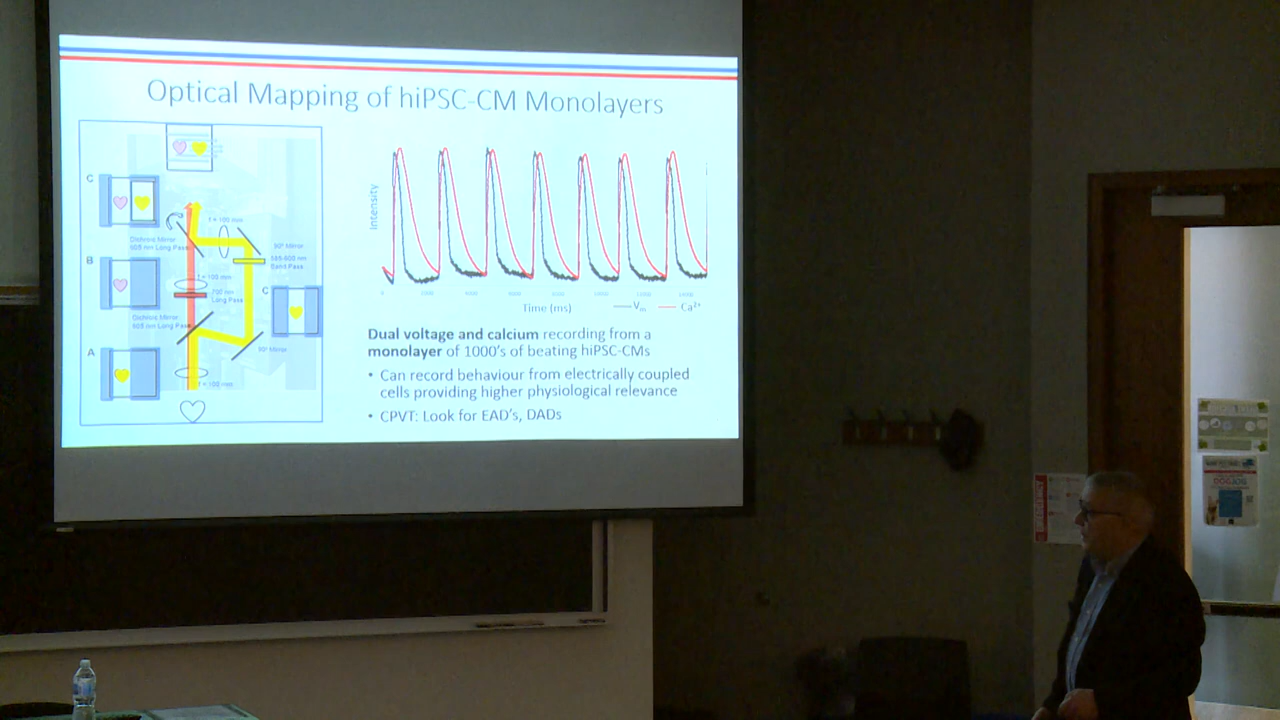 Optical Mapping of hiPSC-CM Monolayers
C
f = 100 mm
Dichroic Mirror
605 nm Long Pass
90° Mirror
585-600 nm
Band Pass
B
f = 100 mm
700 nm
Long Pass
C
Dichroic Mirror
605 nm Long Pass
90° Mirror
A
f = 100 mm
Intensity
Time (ms)
Vm
Ca2+
Dual voltage and calcium recording from a
monolayer of 1000's of beating hiPSC-CMs
• Can record behaviour from electrically coupled
cells providing higher physiological relevance
• CPVT: Look for EAD's, DADs